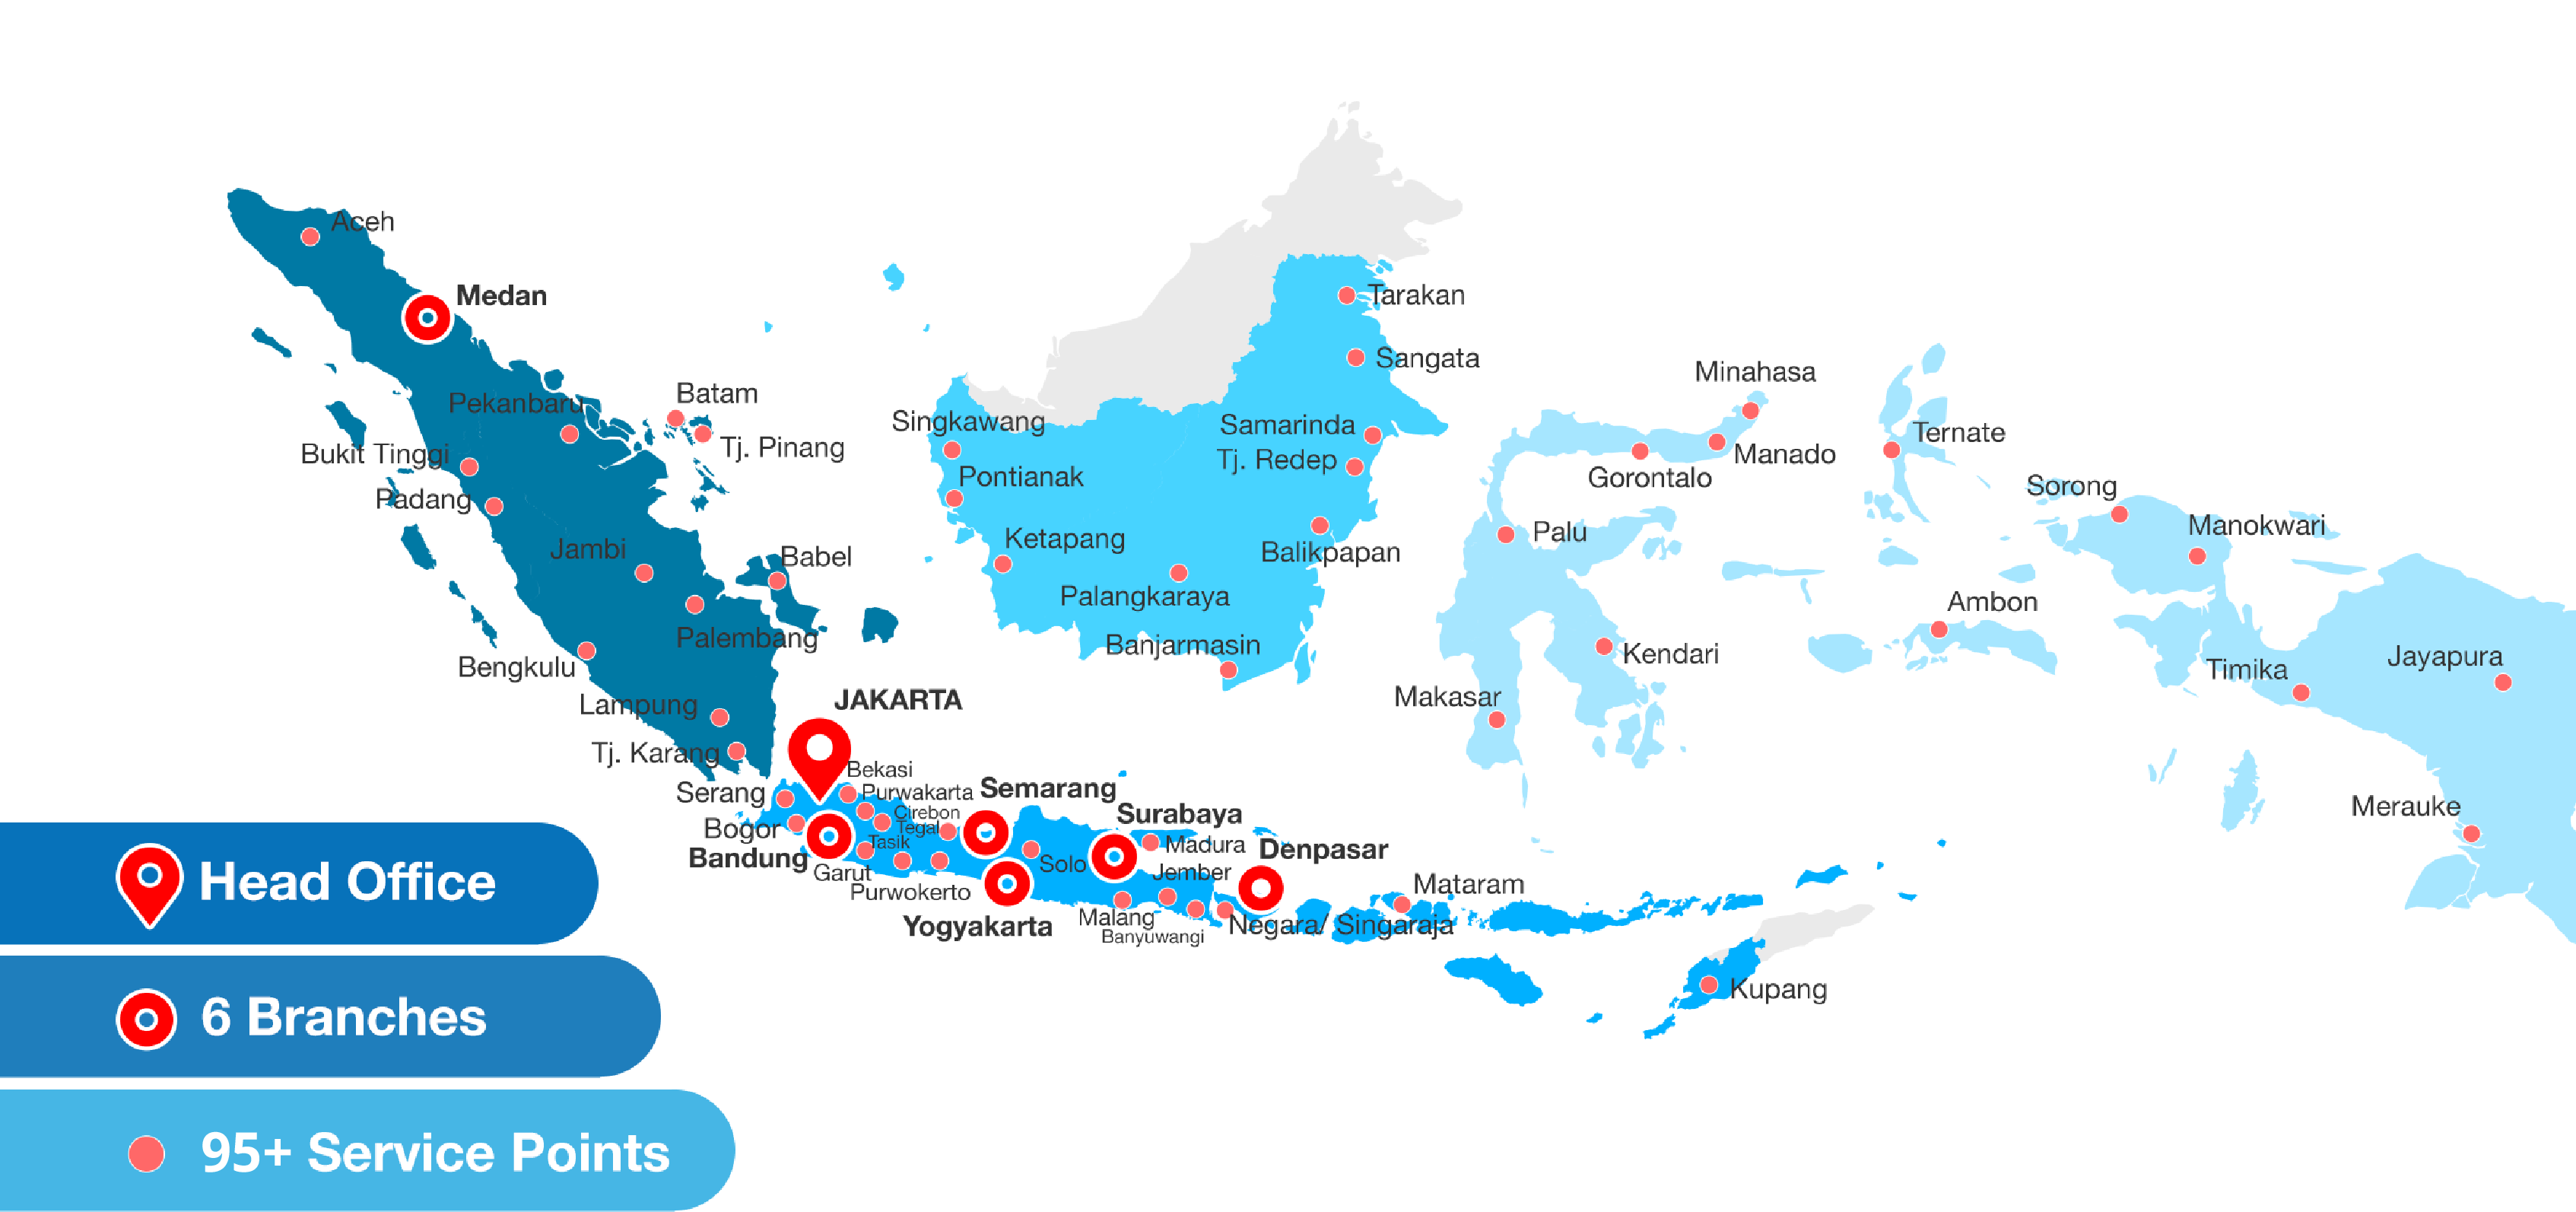 Aceh
Medan
Pekanbaru
Batam
Tj. Pinang
Bukit Tinggi
Padang
Jambi
Babel
Palembang
Bengkulu
Lampung
Tj. Karang
Tarakan
Sangata
Singkawang
Samarinda
Tj. Redep
Pontianak
Ketapang
Balikpapan
Palangkaraya
Banjarmasin
Minahasa
Manado
Gorontalo
Palu
Kendari
Makasar
Ternate
Sorong
Manokwari
Ambon
Timika
Jayapura
Merauke
JAKARTA
Bekasi
Serang
Purwakarta
Semarang
Cirebon
Surabaya
Bogor
Tegal
Tasik
Madura
Denpasar
Bandung
Garut
Solo
Jember
Purwokerto
Mataram
Yogyakarta
Malang
Banyuwangi
Negara/ Singaraja
Kupang
Head Office
6 Branches
95+ Service Points